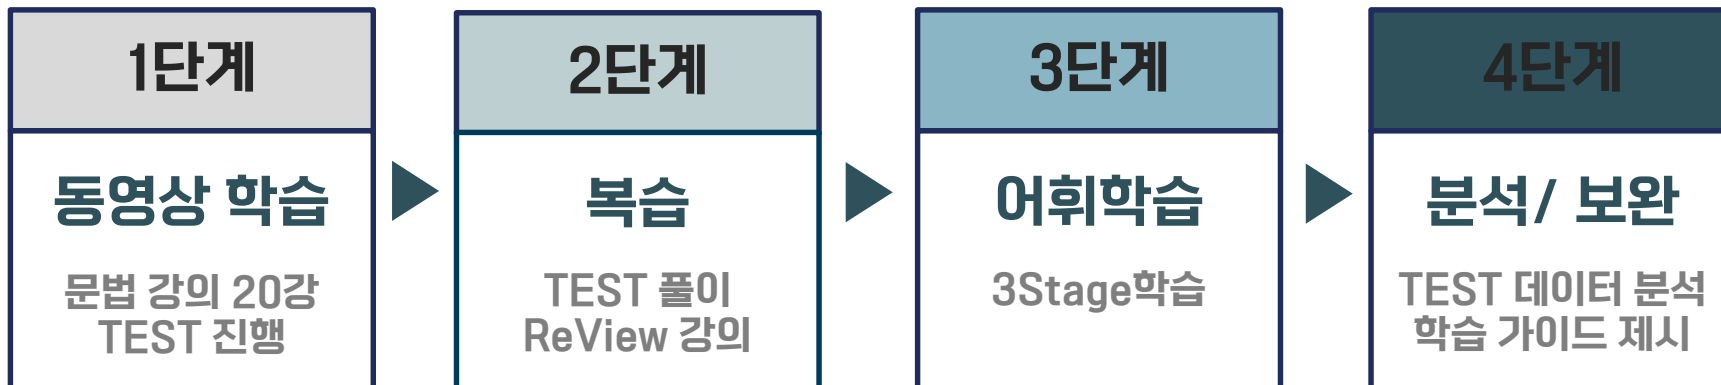 1단계
동영상 학습
문법 강의 20강
TEST 진행
2단계
복습
TEST 풀이
ReView 강의
3단계
어휘학습
3Stage학습
4단계
분석/ 보완
TEST 데이터 분석
학습 가이드 제시